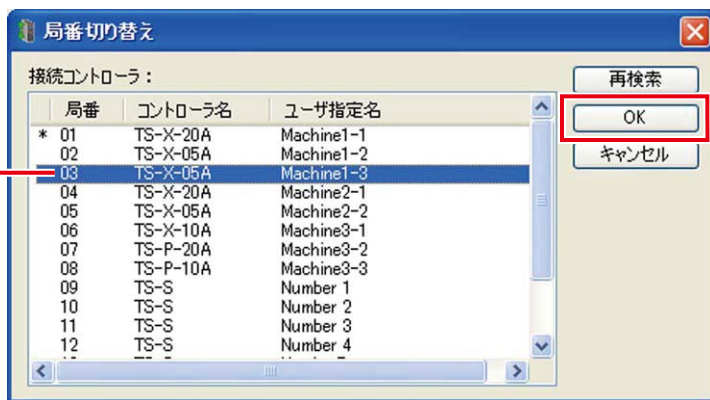 局番切り替え
接続コントローラ：
再検索
局番 コントローラ名 ユーザ指定名
OK
* 01 TS-X-20A Machine1-1
02 TS-X-05A Machine1-2
キャンセル
03 TS-X-05A Machine1-3
04 TS-X-20A Machine2-1
05 TS-X-05A Machine2-2
06 TS-X-10A Machine3-1
07 TS-P-20A Machine3-2
08 TS-P-10A Machine3-3
09 TS-S Number 1
10 TS-S Number 2
11 TS-S Number 3
12 TS-S Number 4